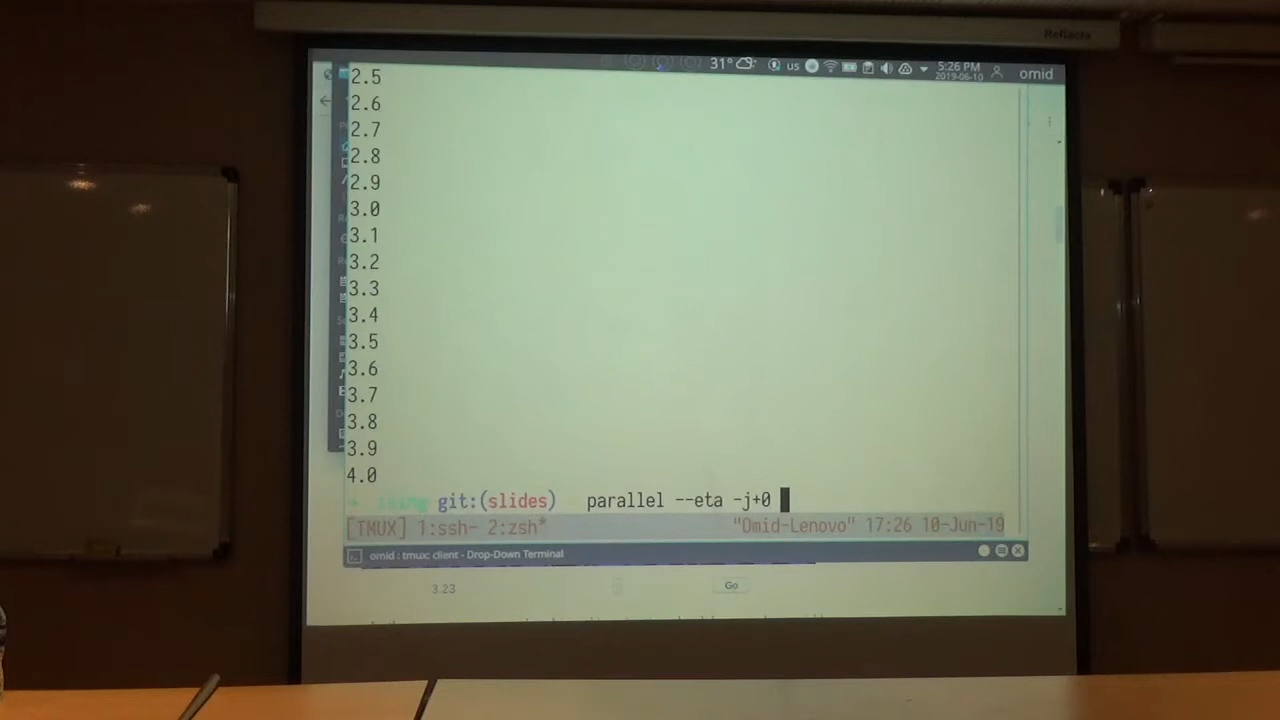 Reflecta
31° us 5:26 PM omid
2019-06-10
2.5
2.6
2.7
2.8
2.9
3.0
3.1
3.2
3.3
3.4
3.5
3.6
3.7
3.8
3.9
4.0
git:(slides) parallel --eta -j+0
[TMUX] 1:ssh- 2:zsh* "Omid-Lenovo" 17:26 10-Jun-19
omid : tmux: client - Drop-Down Terminal
3.23 Go